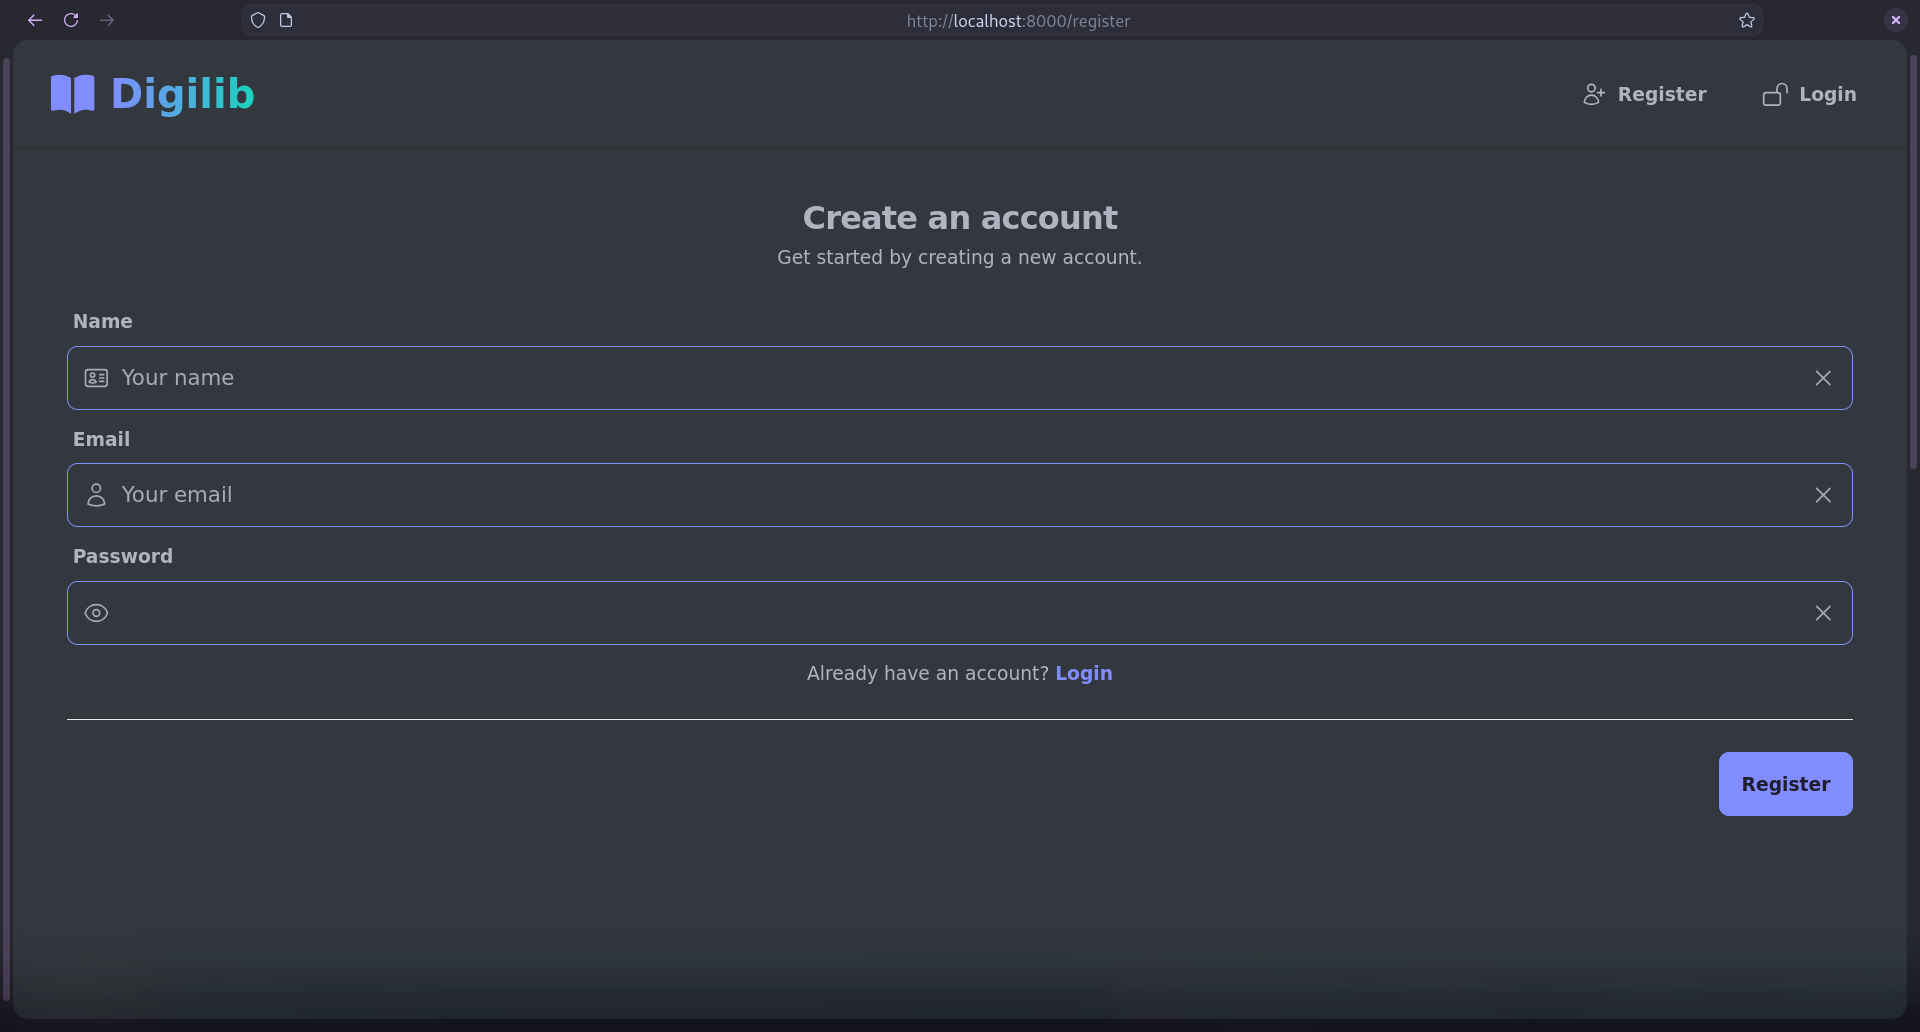 http://localhost:8000/register
Digilib
Register
Login
Create an account
Get started by creating a new account.
Name
Your name
Email
Your email
Password
Already have an account? Login
Register